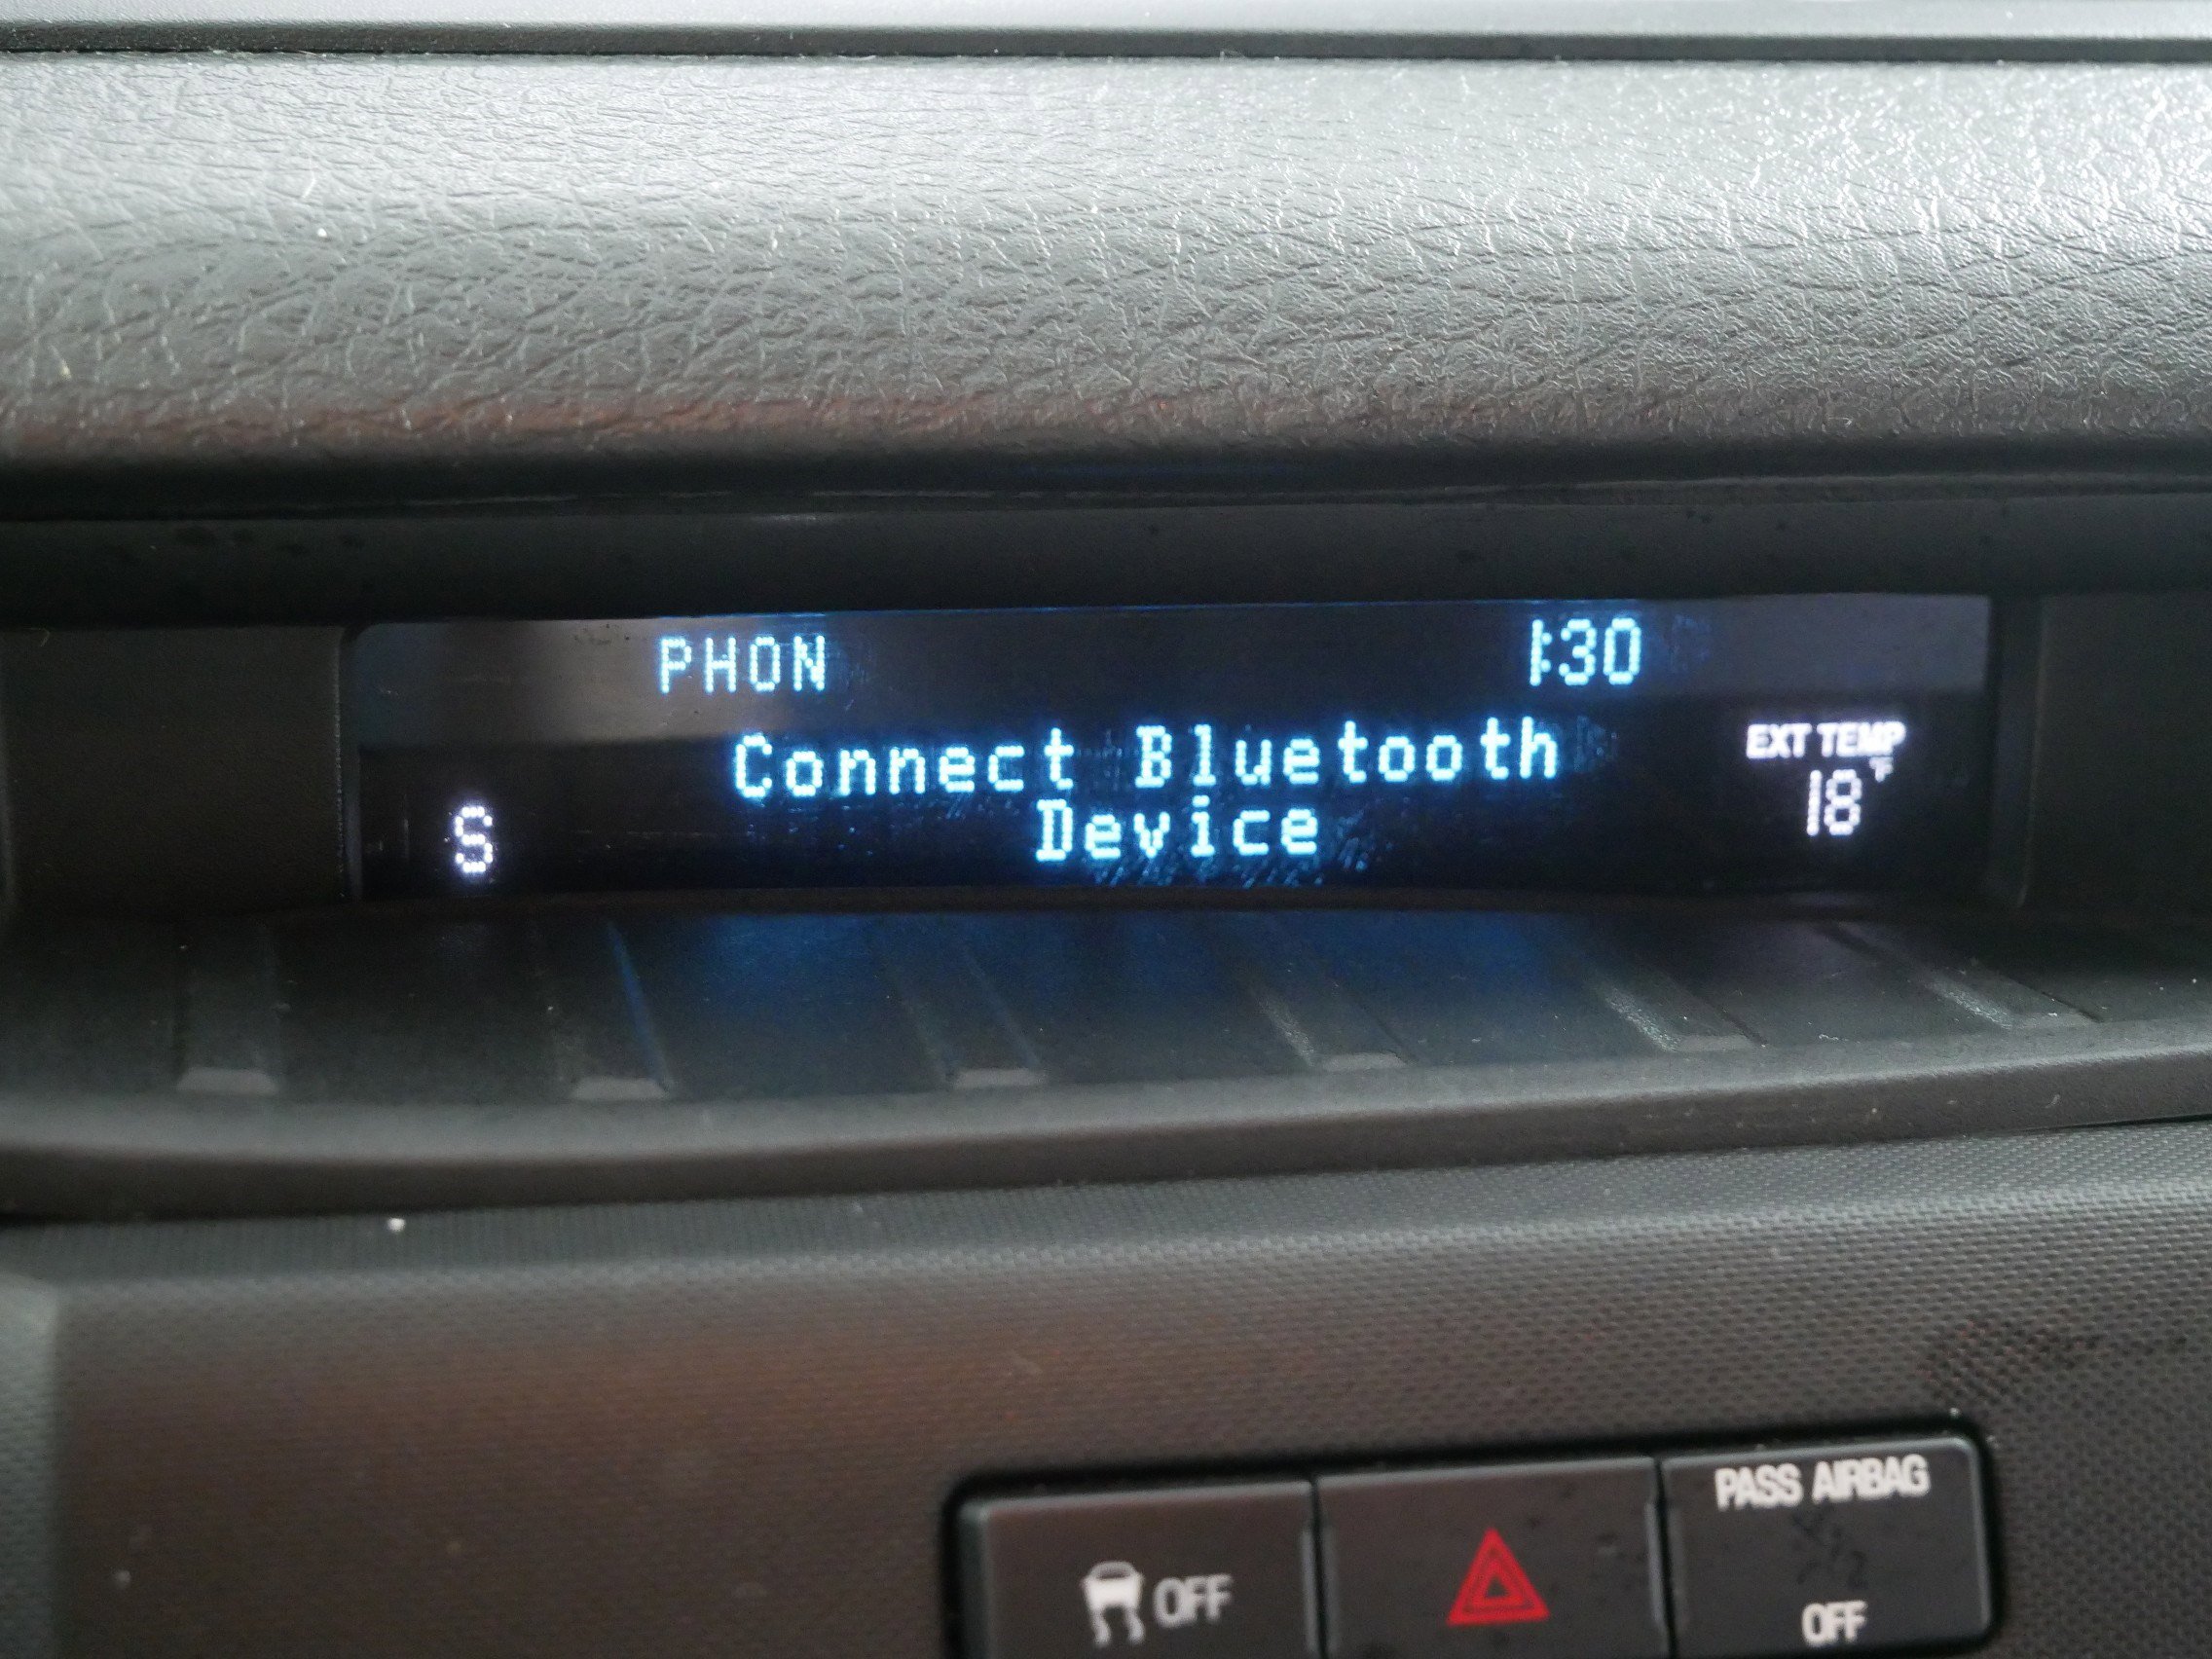 PHON 1:30
Connect Bluetooth
Device
S
EXT TEMP
18°F
OFF
PASS AIRBAG
OFF